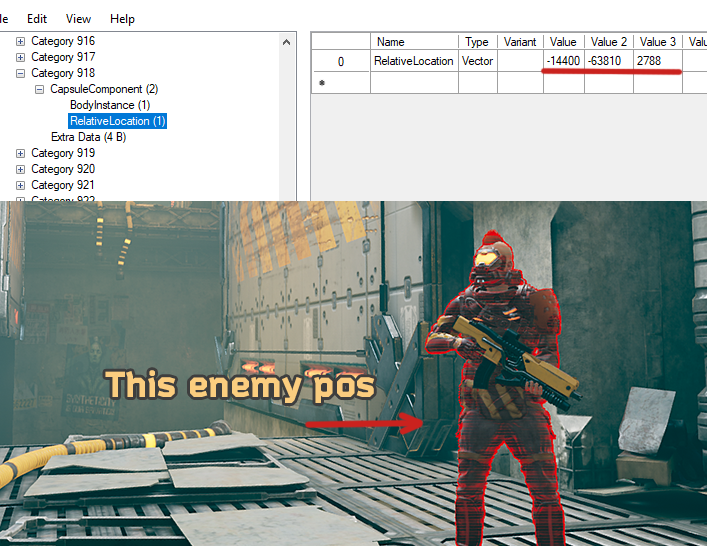 le Edit View Help
Category 916
Category 917
Category 918
CapsuleComponent (2)
BodyInstance (1)
RelativeLocation (1)
Extra Data (4 B)
Category 919
Category 920
Category 921
Category 922
Name Type Variant Value Value 2 Value 3 Valu
0 RelativeLocation Vector -14400 -63810 2788
This enemy pos
SYNTHETION